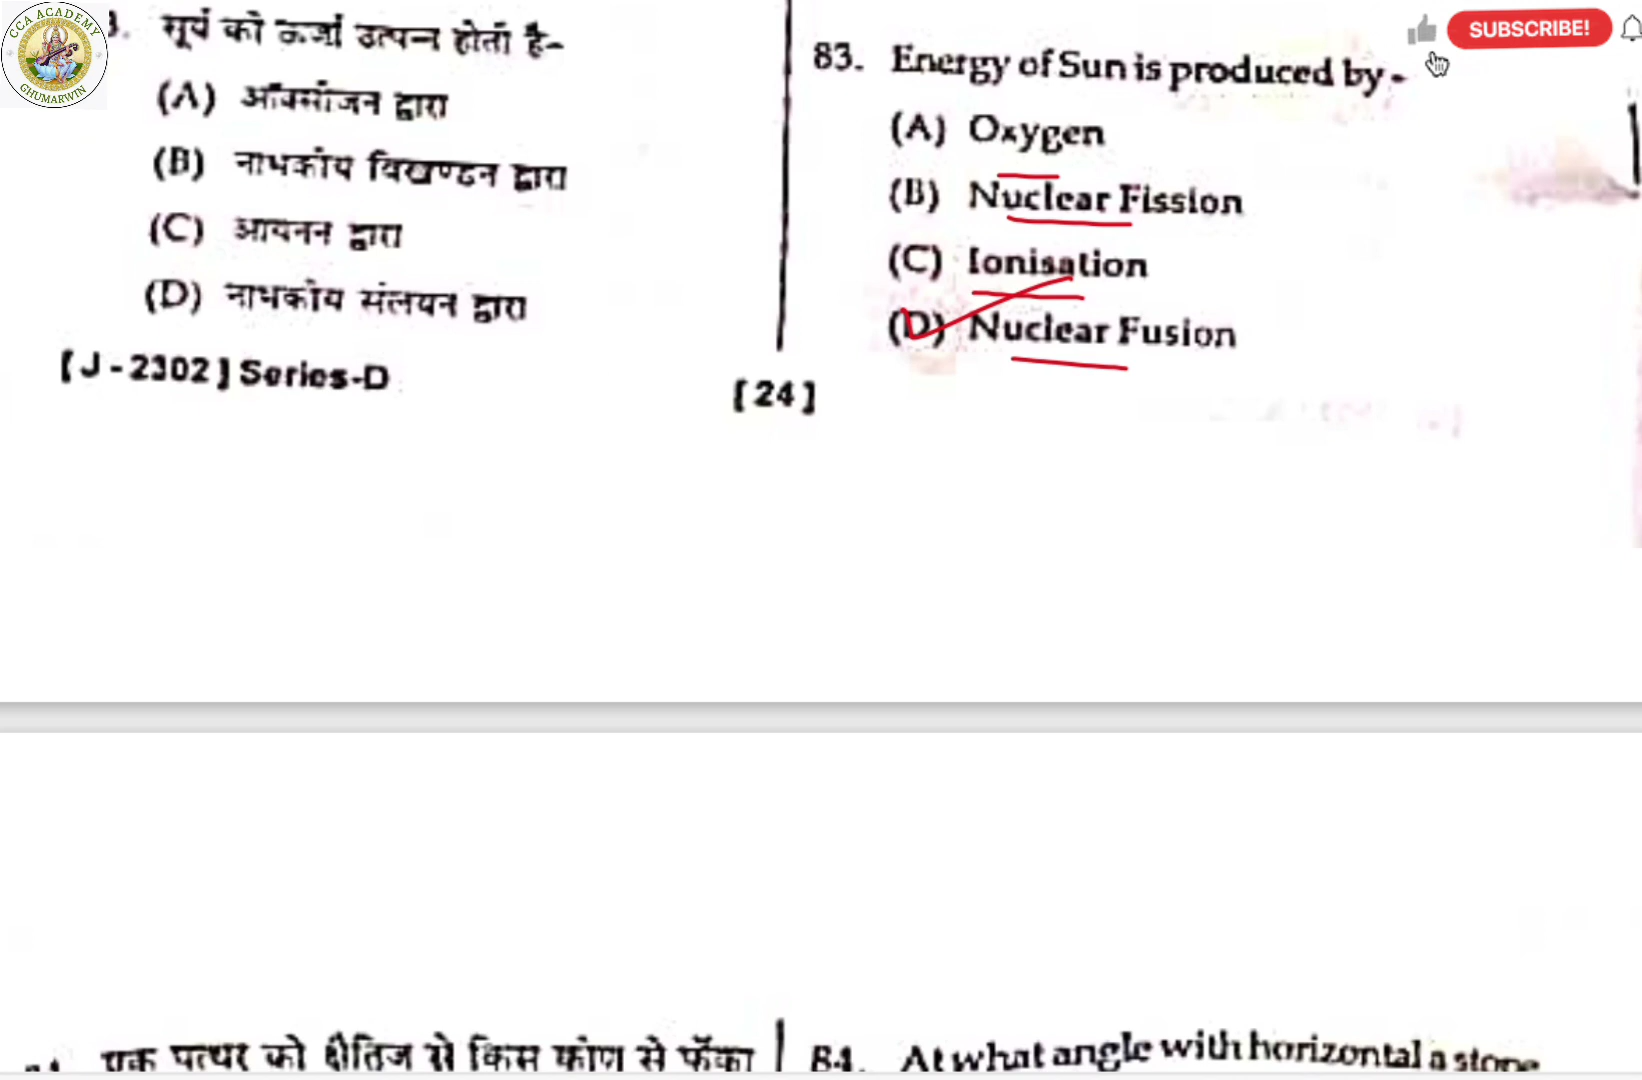 CCA ACADEMY
GHUMARWIN
सूर्य की ऊर्जा उत्पन्न होती है-
(A) ऑक्सीजन द्वारा
(B) नाभकीय विखण्डन द्वारा
(C) आयनन द्वारा
(D) नाभकीय संलयन द्वारा
[ J - 2302 ] Series-D
[ 24 ]
SUBSCRIBE!
83. Energy of Sun is produced by -
(A) Oxygen
(B) Nuclear Fission
(C) Ionisation
(D) Nuclear Fusion
एक पत्थर को क्षैतिज से किस कोण से फेंका
84. At what angle with horizontal a stone